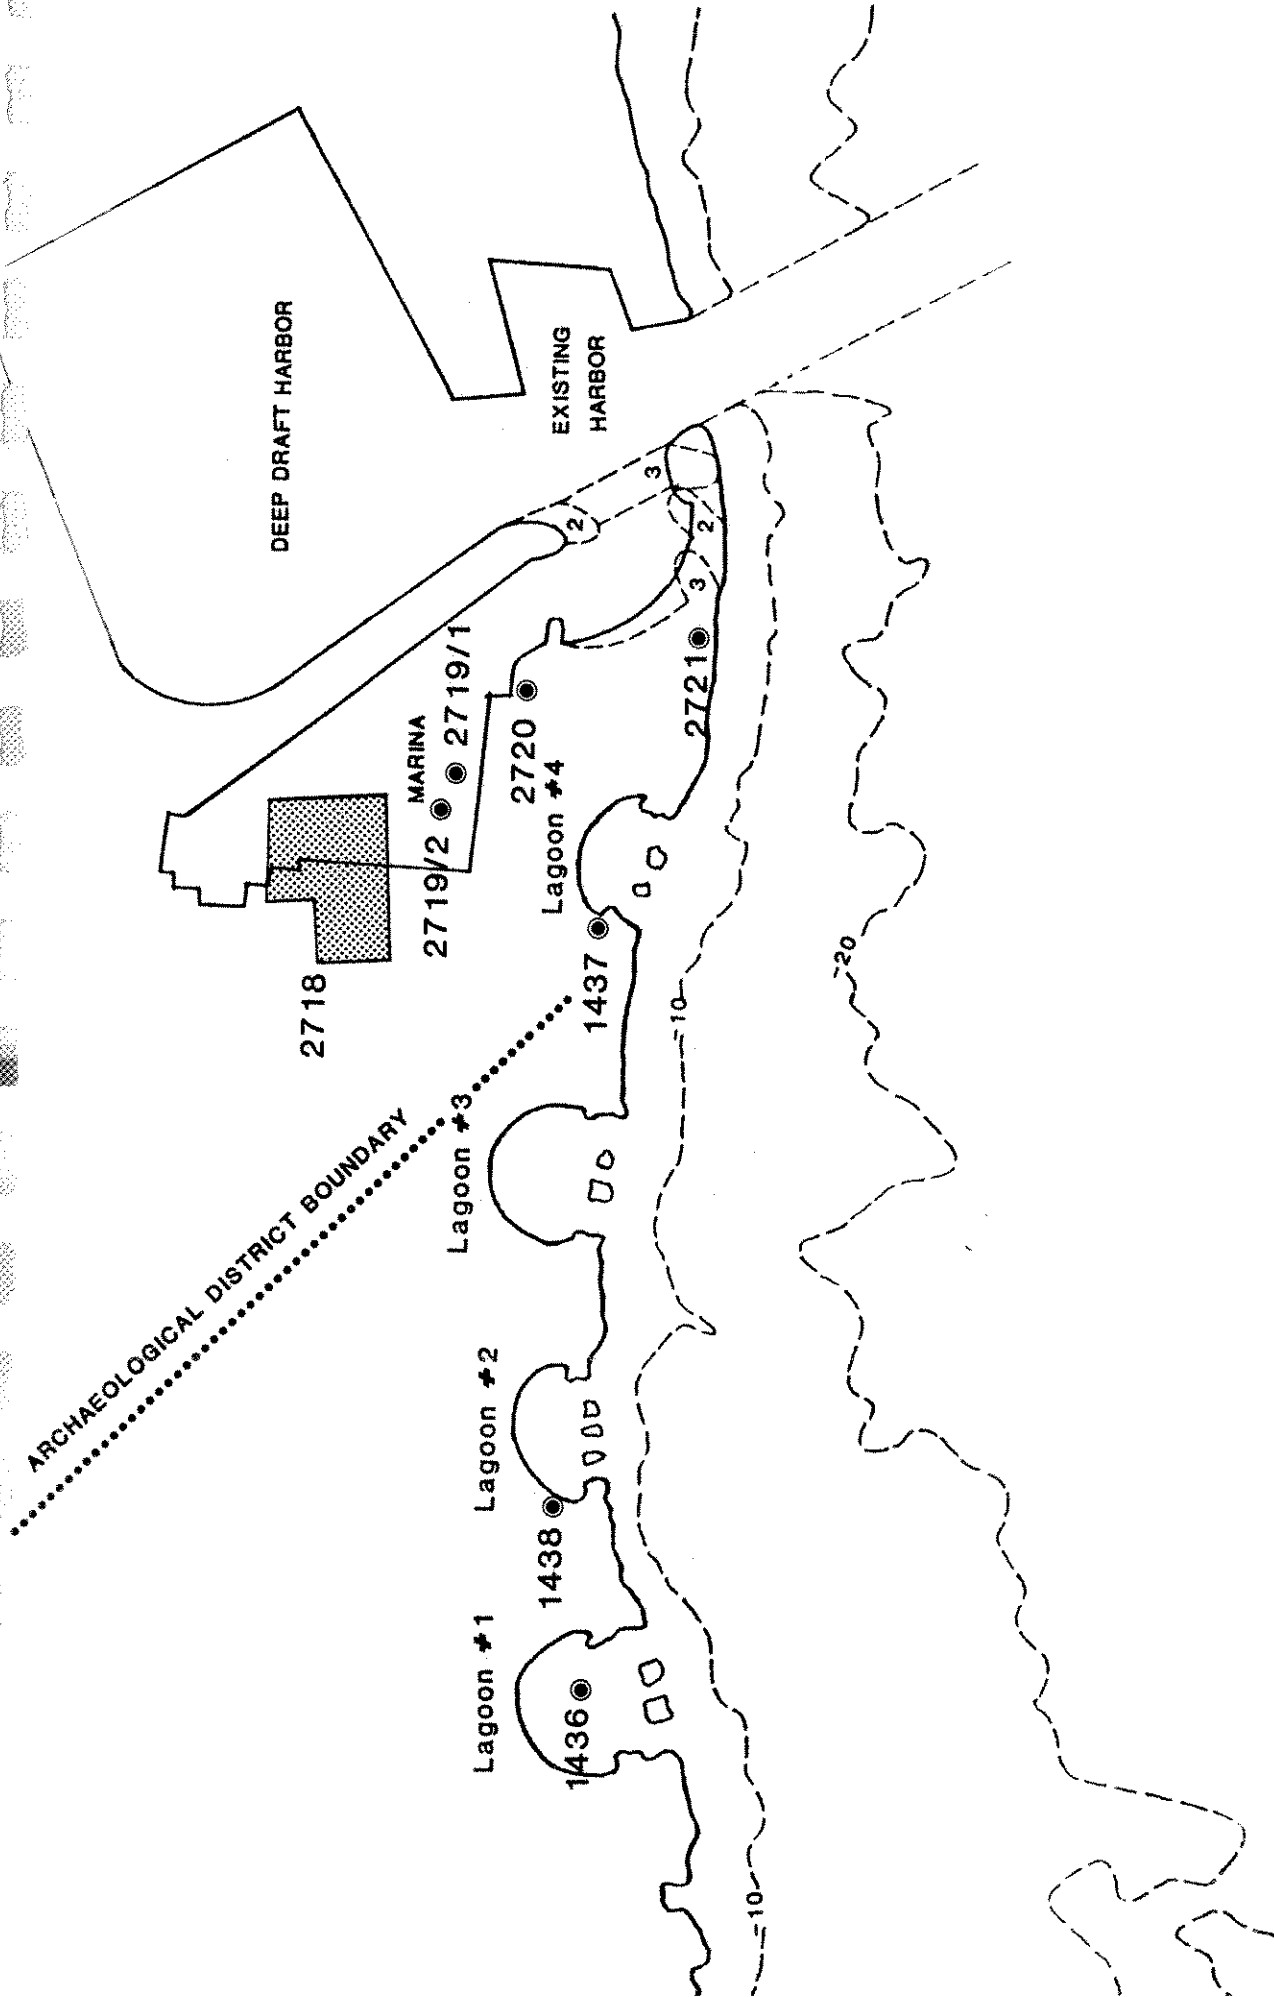 DEEP DRAFT HARBOR
EXISTING
HARBOR
3
2
2
3
MARINA
2719/1
2719/2
2720
2721
2718
Lagoon #4
1437
ARCHAEOLOGICAL DISTRICT BOUNDARY
Lagoon #3
-10
-20
Lagoon #2
1438
Lagoon #1
1436
-10